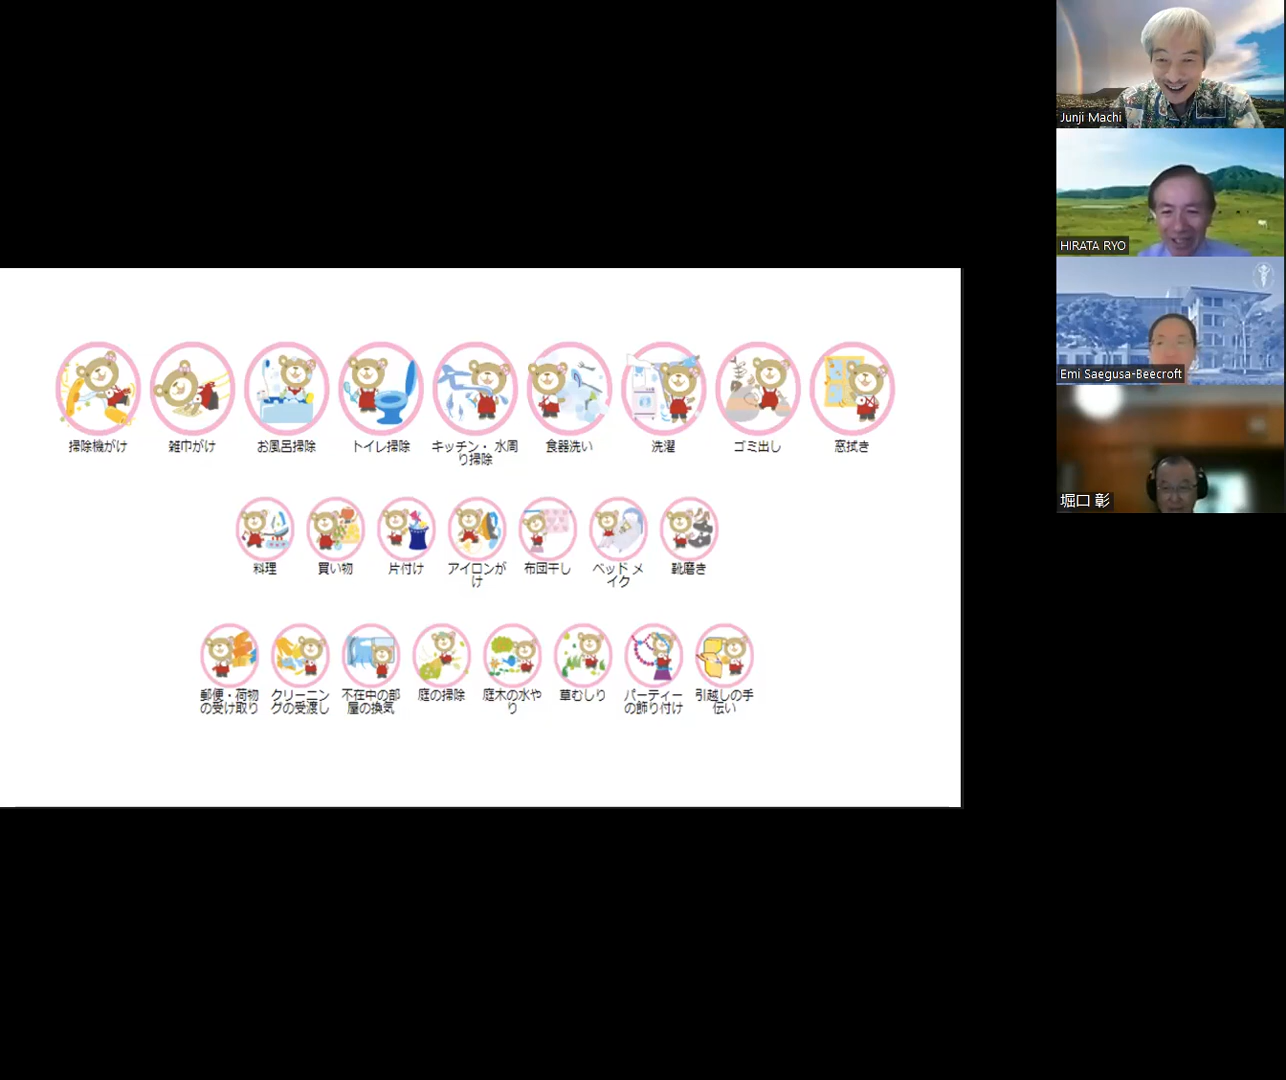 Junji Machi
HIRATA RYO
Emi Saegusa-Beecroft
堀口 彰
掃除機がけ
雑巾がけ
お風呂掃除
トイレ掃除
キッチン・ 水周
り掃除
食器洗い
洗濯
ゴミ出し
窓拭き
料理
買い物
片付け
アイロンが
け
布団干し
ベッド メ
イク
靴磨き
郵便・荷物
の受け取り
クリーニン
グの受渡し
不在中の部
屋の換気
庭の掃除
庭木の水や
り
草むしり
パーティー
の飾り付け
引越しの手
伝い